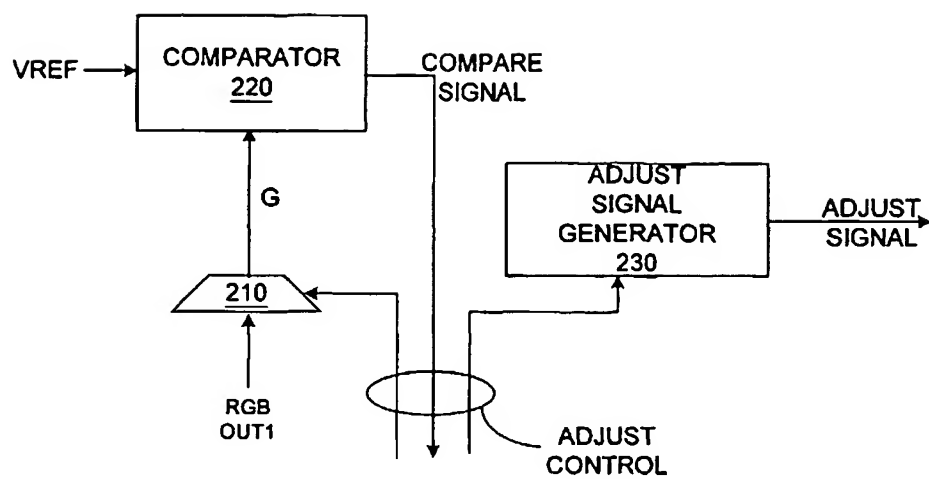 VREF
COMPARATOR
220
COMPARE
SIGNAL
G
ADJUST
SIGNAL
GENERATOR
230
ADJUST
SIGNAL
210
RGB
OUT1
ADJUST
CONTROL